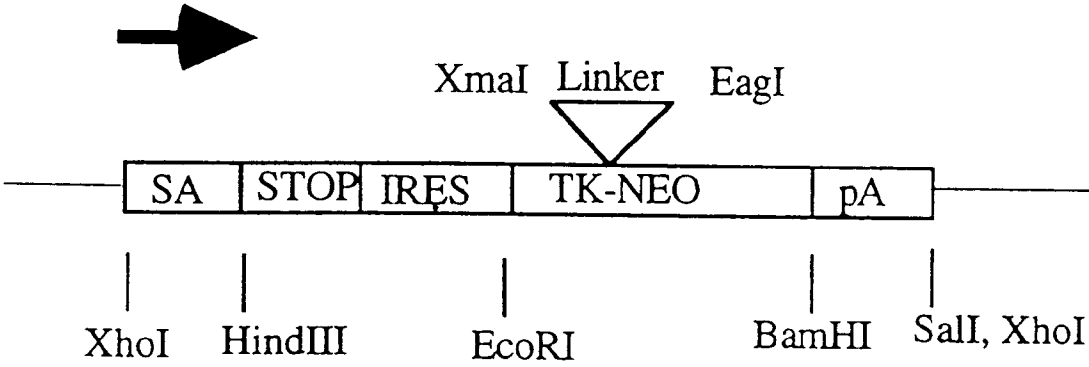 XmaI Linker EagI
SA STOP IRES TK-NEO pA
XhoI HindIII EcoRI BamHI SalI, XhoI